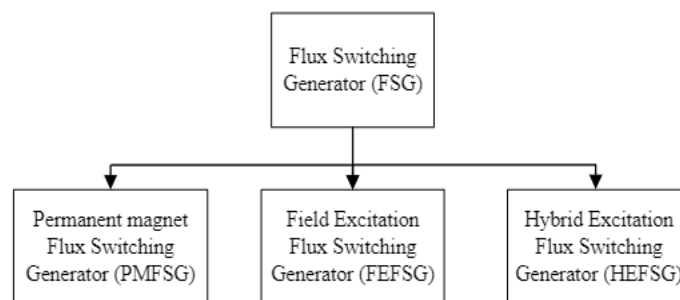 Flux Switching
Generator (FSG)
Permanent magnet
Flux Switching
Generator (PMFSG)
Field Excitation
Flux Switching
Generator (FEFSG)
Hybrid Excitation
Flux Switching
Generator (HEFSG)